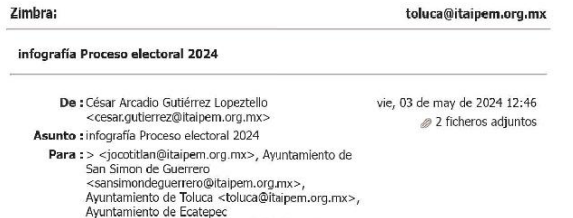 Zimbra:
toluca@itaipem.org.mx
infografía Proceso electoral 2024
De : César Arcadio Gutiérrez Lopeztello
<cesar.gutierrez@itaipem.org.mx>
vie, 03 de may de 2024 12:46
2 ficheros adjuntos
Asunto : infografía Proceso electoral 2024
Para : > <jocotitlan@itaipem.org.mx>, Ayuntamiento de
San Simon de Guerrero
<sansimondeguerrero@itaipem.org.mx>,
Ayuntamiento de Toluca <toluca@itaipem.org.mx>,
Ayuntamiento de Ecatepec